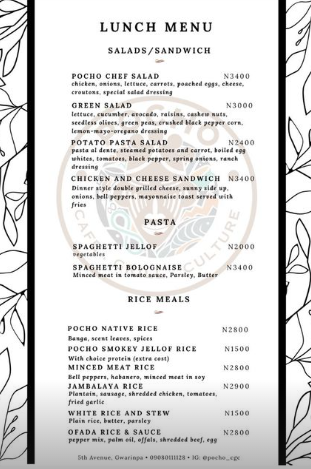 LUNCH MENU
SALADS/SANDWICH
POCHO CHEF SALAD N3400
chicken, onions, lettuce, carrots, poached eggs, cheese,
croutons, special salad dressing
GREEN SALAD N3000
lettuce, cucumber, avocado, raisins, cashew nuts,
seedless olives, green peas, crushed black pepper corn,
lemon-mayo-oregano dressing
POTATO PASTA SALAD N2400
pasta al dente, steamed potatoes and carrot, boiled egg
whites, tomatoes, black pepper, spring onions, ranch
dressing
CHICKEN AND CHEESE SANDWICH N3400
Dinner style double grilled cheese, sunny side up,
onions, bell peppers, mayonnaise toast served with
fries
PASTA
SPAGHETTI JELLOF N2000
vegetables
SPAGHETTI BOLOGNAISE N3400
Minced meat in tomato sauce, Parsley, Butter
RICE MEALS
POCHO NATIVE RICE N2800
Banga, scent leaves, spices
POCHO SMOKEY JELLOF RICE N1500
With choice protein (extra cost)
MINCED MEAT RICE N2800
Bell peppers, habanero, minced meat in soy
JAMBALAYA RICE N2900
Plantain, sausage, shredded chicken, tomatoes,
fried garlic
WHITE RICE AND STEW N1500
Plain rice, butter, parsley
OFADA RICE & SAUCE N2800
pepper mix, palm oil, offals, shredded beef, egg
5th Avenue, Gwarinpa • • IG: @pocho_cgc
CULTURE